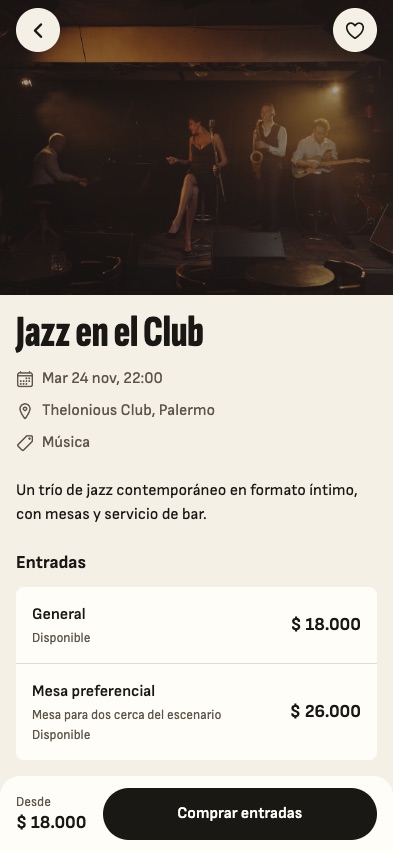 Jazz en el Club
Mar 24 nov, 22:00
Thelonious Club, Palermo
Música
Un trío de jazz contemporáneo en formato íntimo,
con mesas y servicio de bar.
Entradas
General
Disponible
$ 18.000
Mesa preferencial
Mesa para dos cerca del escenario
Disponible
$ 26.000
Desde
$ 18.000
Comprar entradas